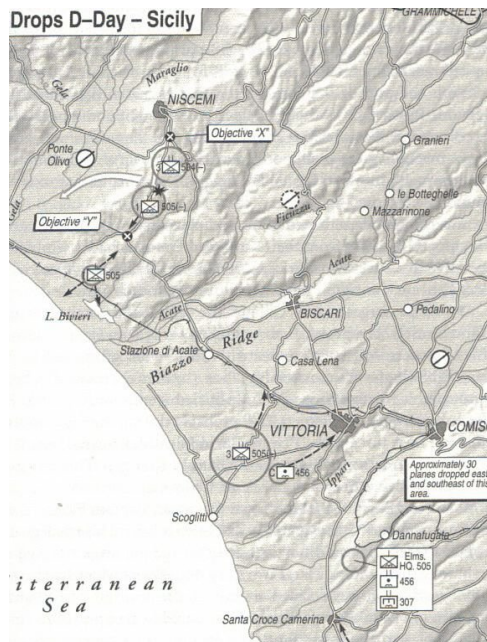 Drops D-Day – Sicily
GRAMMICHELE
Gela
Maraglio
NISCEMI
Objective "X"
Ponte
Olivo
Granieri
3 504(–)
1 505(–)
le Botteghelle
Mazzarrone
Ficuzza
Gela
Objective "Y"
505
Acate
L. Bivieri
Acate
BISCARI
Pedalino
Biazzo Ridge
Stazione di Acate
Casa Lena
VITTORIA
COMISO
3 505(–)
C 456
Ippari
Approximately 30
planes dropped east
and southeast of this
area.
Scoglitti
Dannafugata
Elms.
HQ. 505
456
307
iterranean
Sea
Santa Croce Camerina